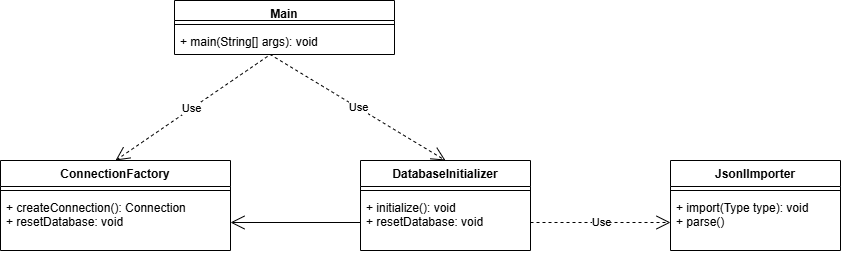 Main
+ main(String[] args): void
Use
Use
ConnectionFactory
+ createConnection(): Connection
+ resetDatabase: void
DatabaseInitializer
+ initialize(): void
+ resetDatabase: void
Use
JsonlImporter
+ import(Type type): void
+ parse()